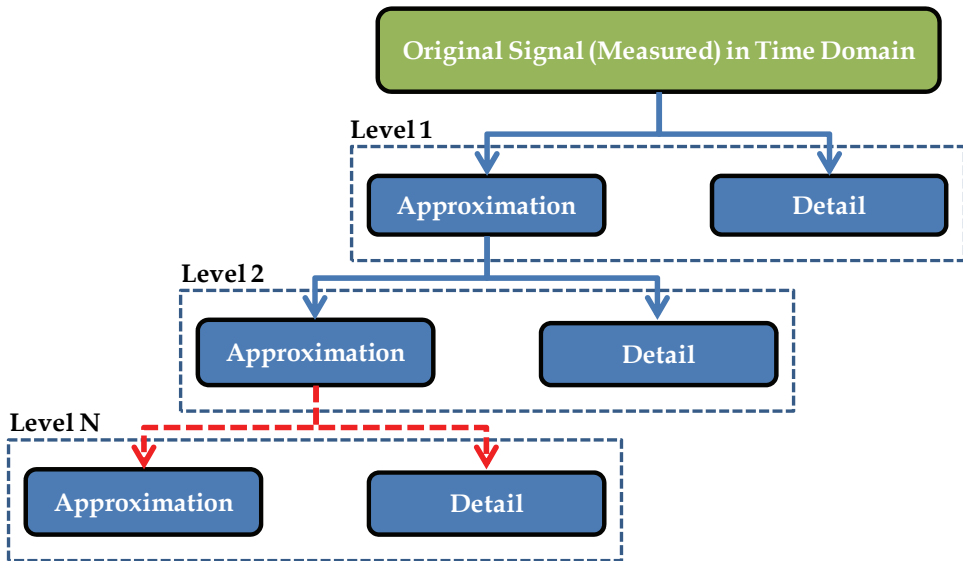 Original Signal (Measured) in Time Domain
Level 1
Approximation
Detail
Level 2
Approximation
Detail
Level N
Approximation
Detail